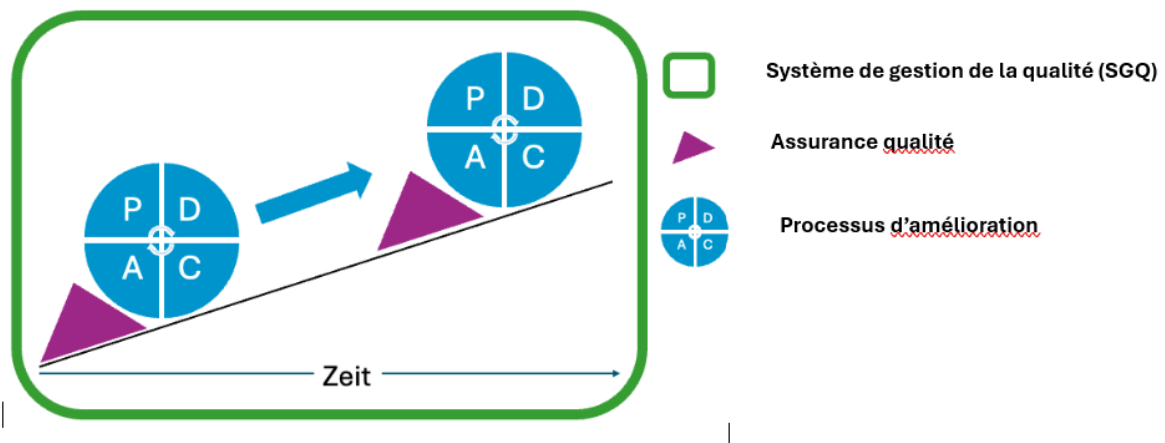 P D
A C
P D
A C
Zeit
Système de gestion de la qualité (SGQ)
Assurance qualité
P D
A C
Processus d’amélioration